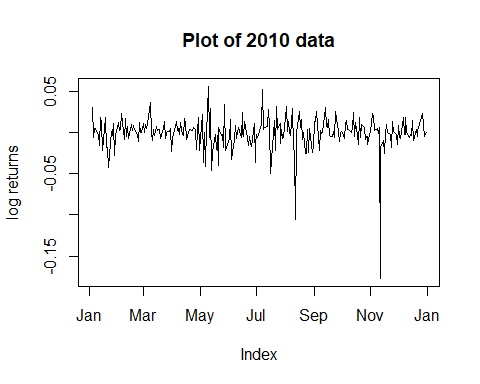 Plot of 2010 data
log returns
0.05
-0.05
-0.15
Jan Mar May Jul Sep Nov Jan
Index